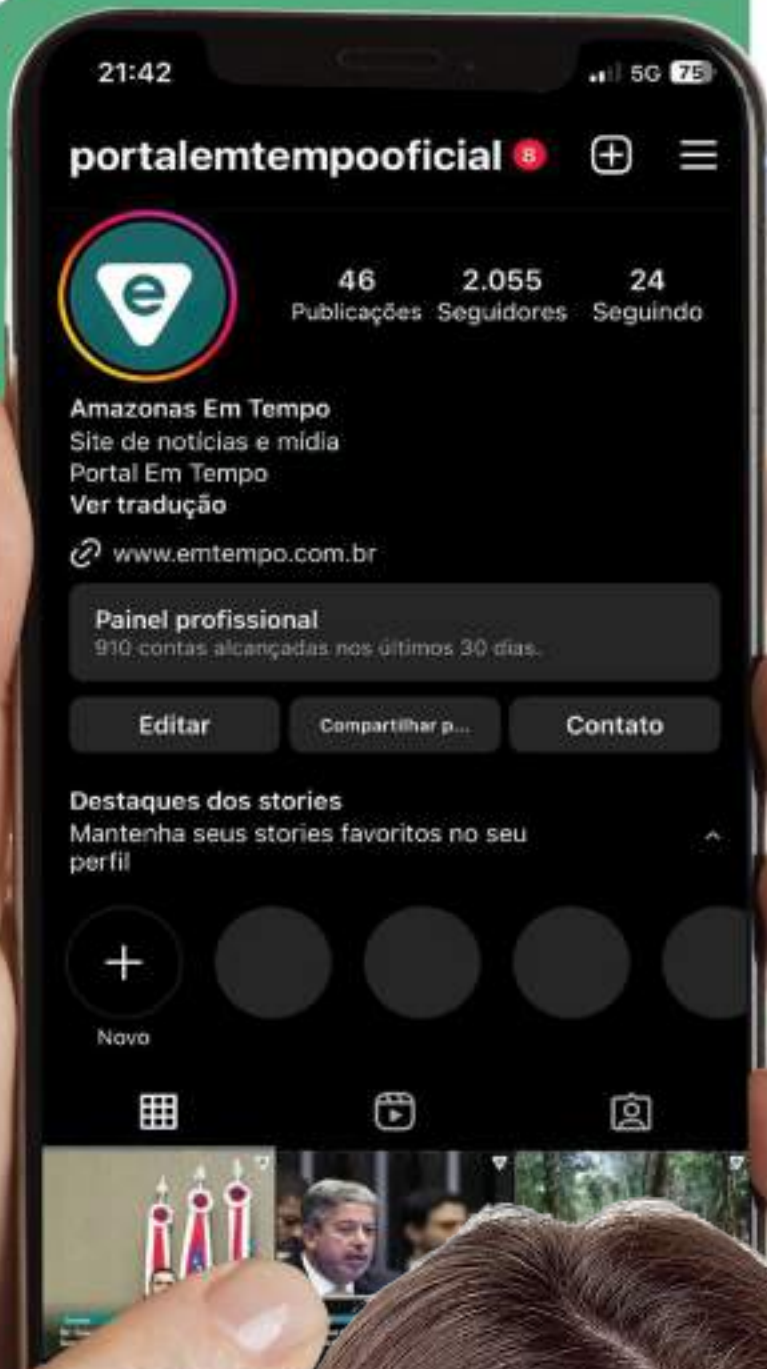 21:42
5G 75
portalemtempooficial 8
e
46 2.055 24
Publicações Seguidores Seguindo
Amazonas Em Tempo
Site de notícias e mídia
Portal Em Tempo
Ver tradução
www.emtempo.com.br
Painel profissional
910 contas alcançadas nos últimos 30 dias.
Editar Compartilhar p... Contato
Destaques dos stories
Mantenha seus stories favoritos no seu
perfil
Novo